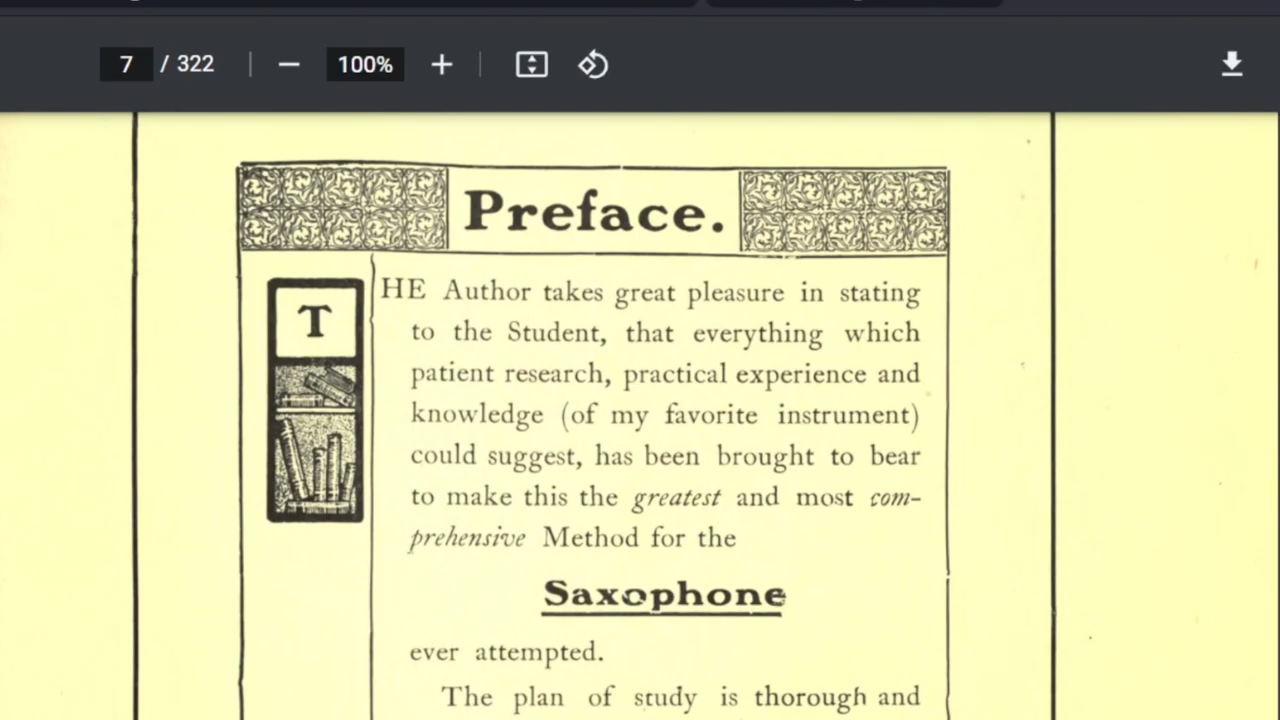 7 / 322
100%
Preface.
THE Author takes great pleasure in stating
to the Student, that everything which
patient research, practical experience and
knowledge (of my favorite instrument)
could suggest, has been brought to bear
to make this the greatest and most com-
prehensive Method for the
Saxophone
ever attempted.
The plan of study is thorough and